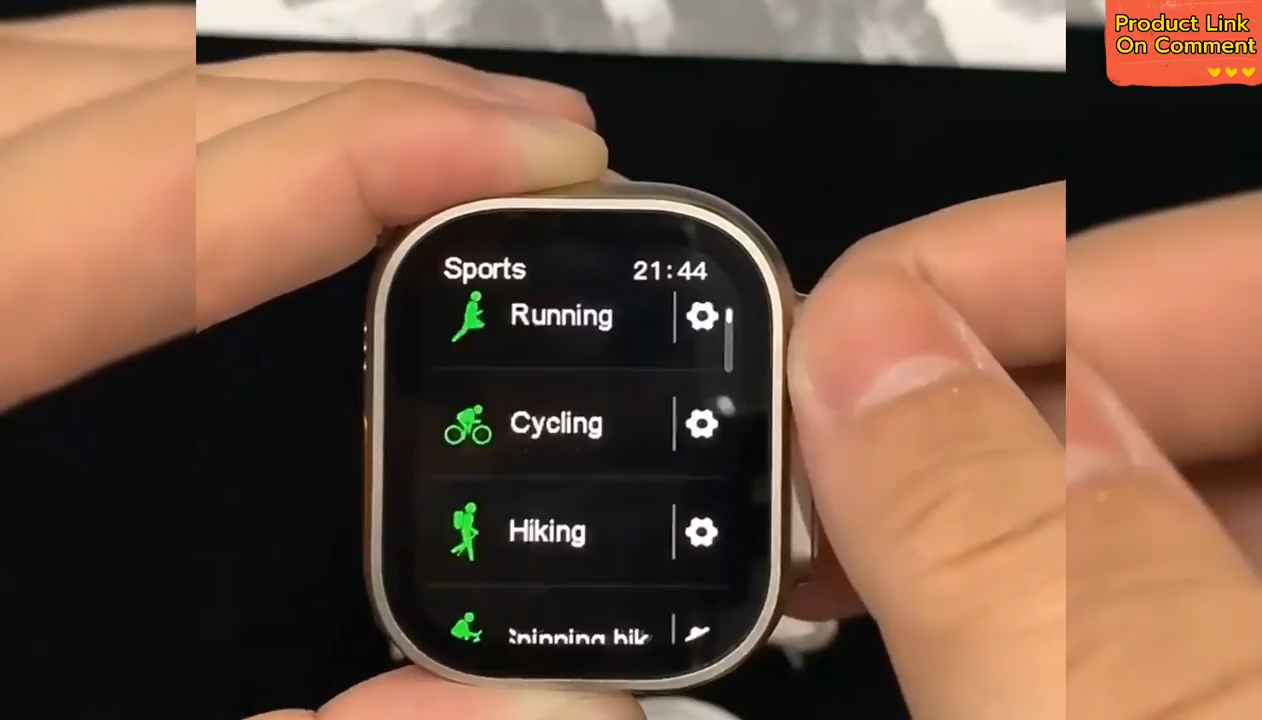 Product Link
On Comment
Sports 21:44
Running
Cycling
Hiking